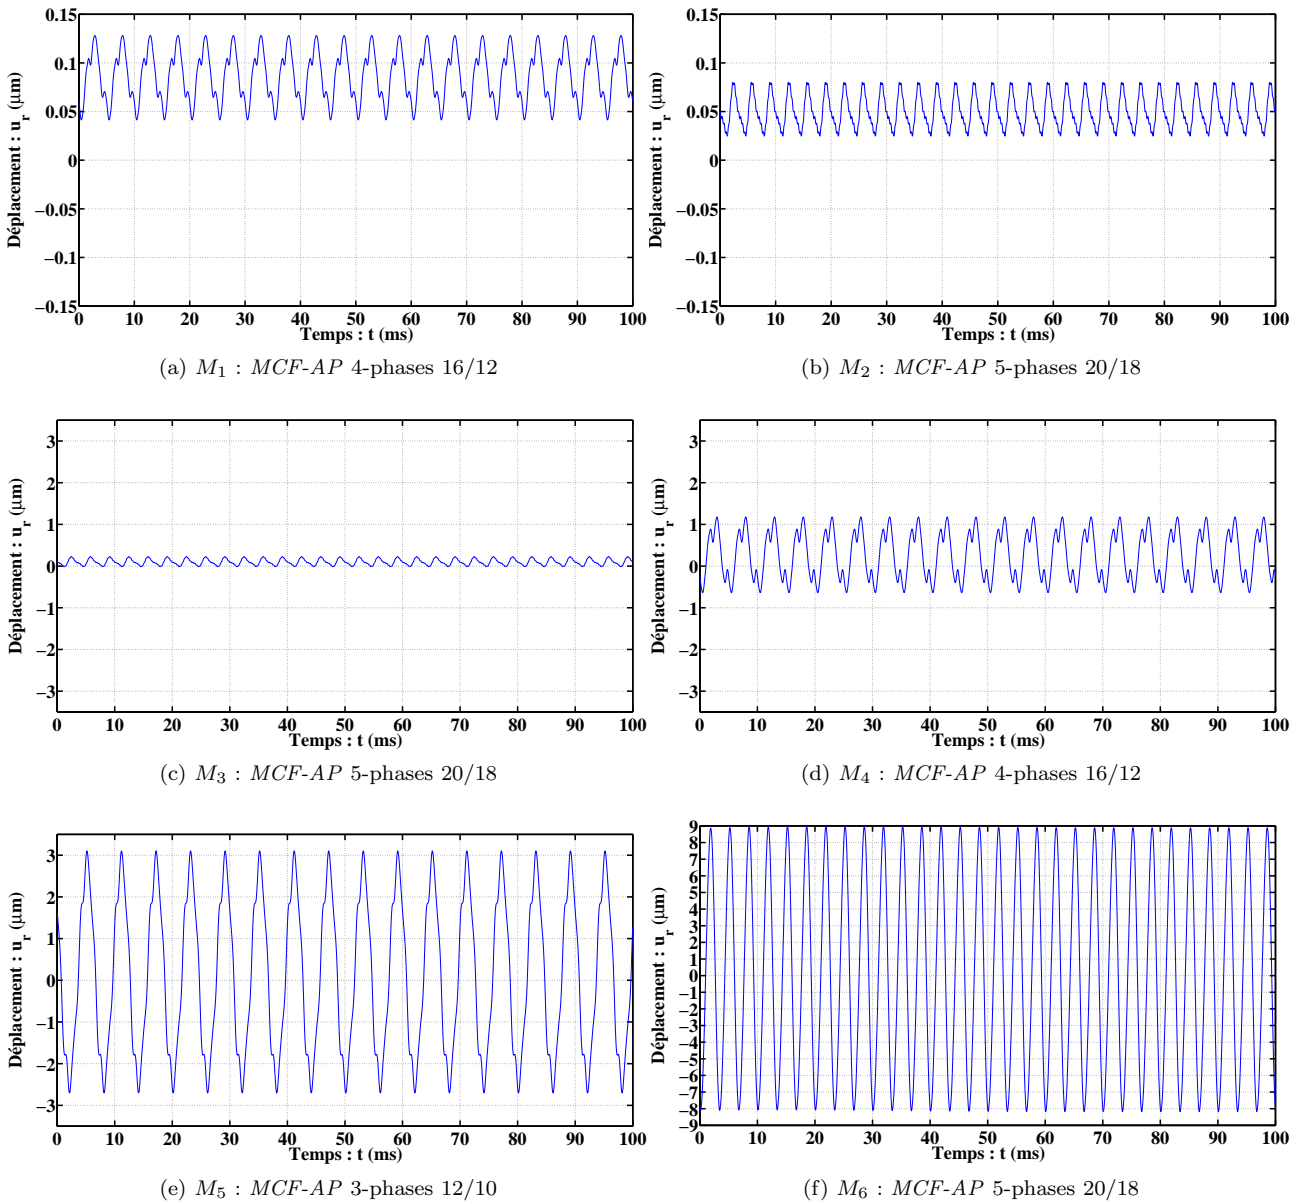 Déplacement : u_r (μm)
0.15
0.1
0.05
0
−0.05
−0.1
−0.15
0 10 20 30 40 50 60 70 80 90 100
Temps : t (ms)
(a) M_1 : MCF-AP 4-phases 16/12
Déplacement : u_r (μm)
0.15
0.1
0.05
0
−0.05
−0.1
−0.15
0 10 20 30 40 50 60 70 80 90 100
Temps : t (ms)
(b) M_2 : MCF-AP 5-phases 20/18
Déplacement : u_r (μm)
3
2
1
0
−1
−2
−3
0 10 20 30 40 50 60 70 80 90 100
Temps : t (ms)
(c) M_3 : MCF-AP 5-phases 20/18
Déplacement : u_r (μm)
3
2
1
0
−1
−2
−3
0 10 20 30 40 50 60 70 80 90 100
Temps : t (ms)
(d) M_4 : MCF-AP 4-phases 16/12
Déplacement : u_r (μm)
3
2
1
0
−1
−2
−3
0 10 20 30 40 50 60 70 80 90 100
Temps : t (ms)
(e) M_5 : MCF-AP 3-phases 12/10
Déplacement : u_r (μm)
9
8
7
6
5
4
3
2
1
0
−1
−2
−3
−4
−5
−6
−7
−8
−9
0 10 20 30 40 50 60 70 80 90 100
Temps : t (ms)
(f) M_6 : MCF-AP 5-phases 20/18